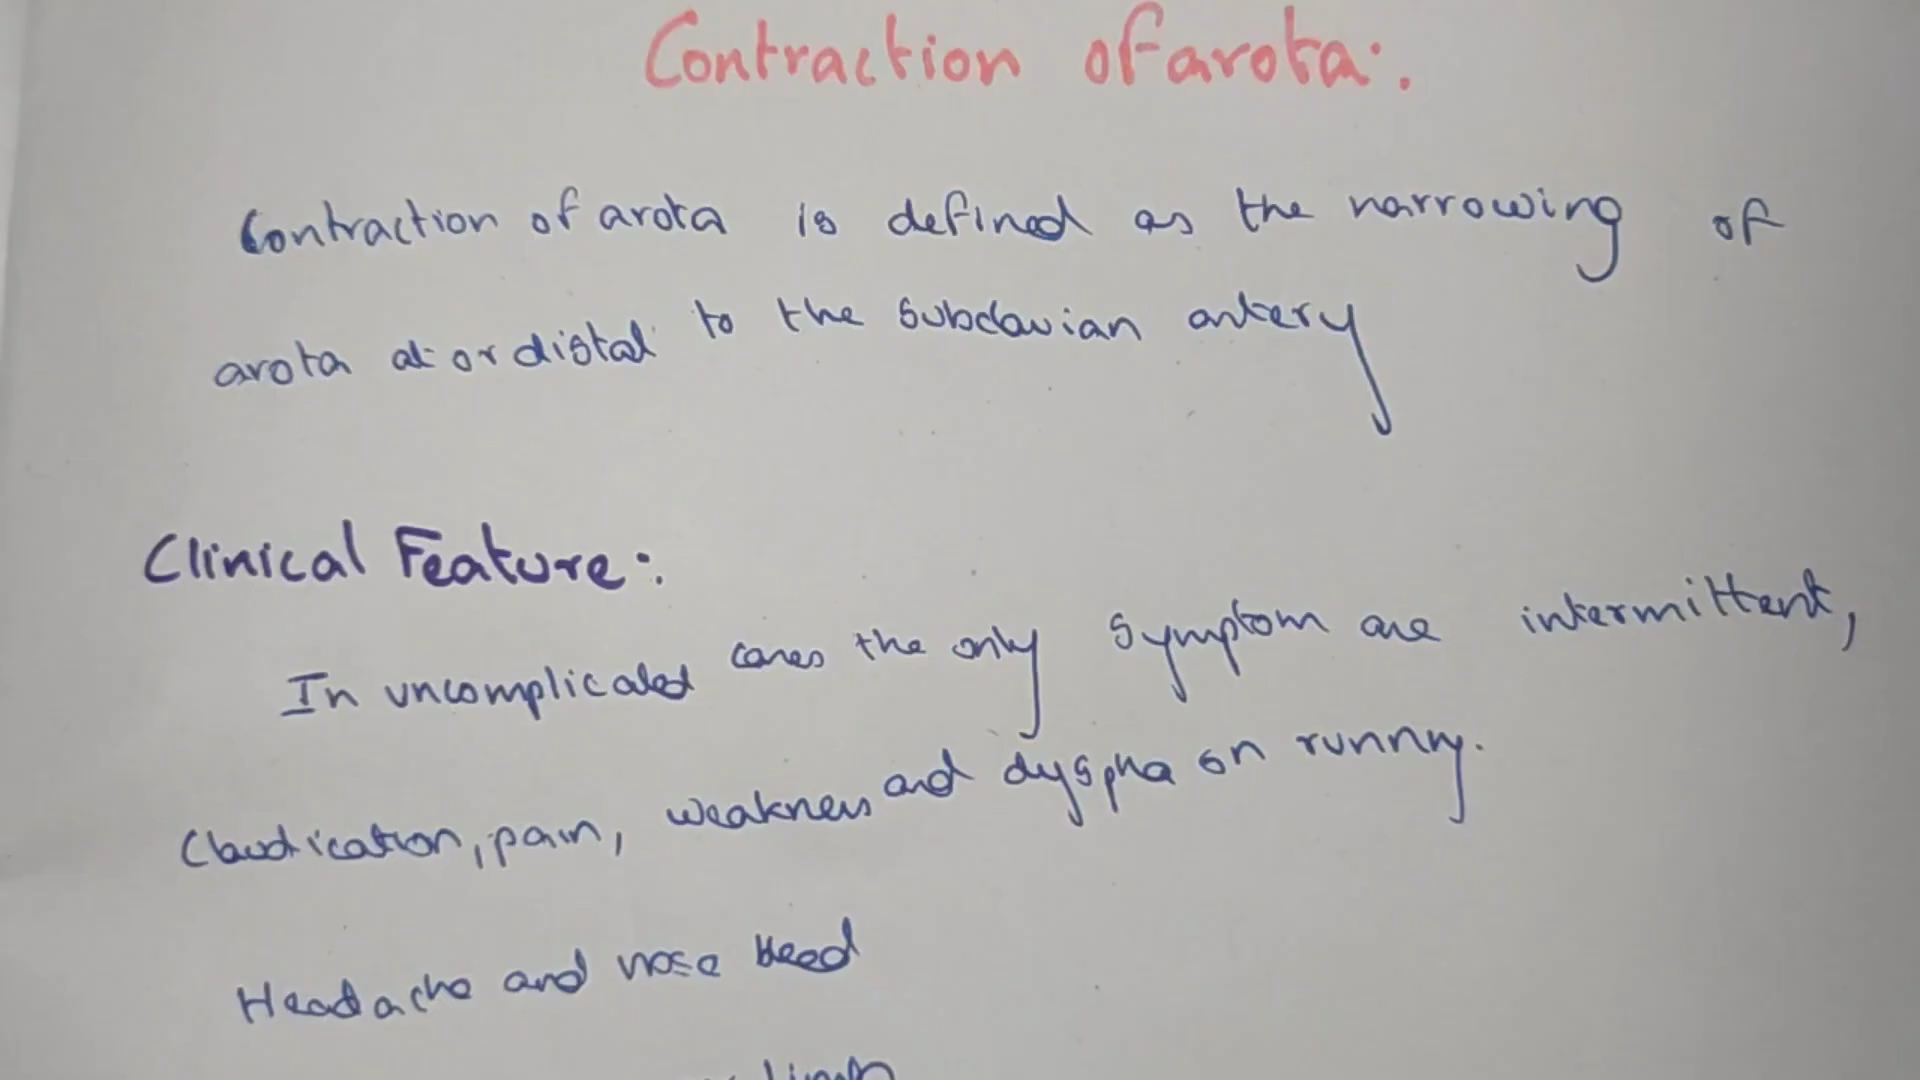 Contraction of arota:.
Contraction of arota is defined as the narrowing of
arota at or distal to the subclavian artery
Clinical Feature:.
In uncomplicated cases the only symptom are intermittent,
Claudication, pain, weakness and dyspna on runnig.
Headache and nose bleed
limb